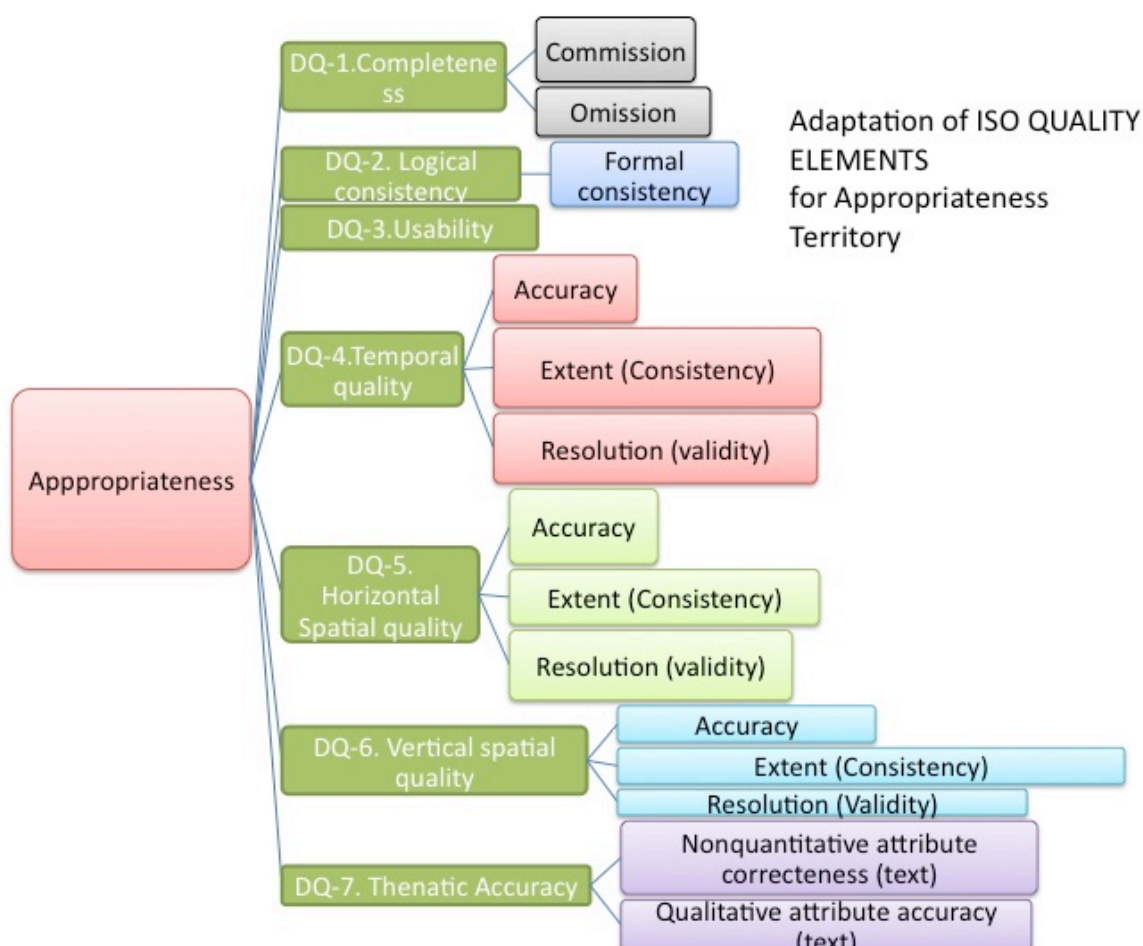 DQ-1.Completene
ss
Commission
Omission
Adaptation of ISO QUALITY
ELEMENTS
for Appropriateness
Territory
DQ-2. Logical
consistency
Formal
consistency
DQ-3.Usability
Accuracy
DQ-4.Temporal
quality
Extent (Consistency)
Resolution (validity)
Apppropriateness
Accuracy
DQ-5.
Horizontal
Spatial quality
Extent (Consistency)
Resolution (validity)
DQ-6. Vertical spatial
quality
Accuracy
Extent (Consistency)
Resolution (Validity)
DQ-7. Thenatic Accuracy
Nonquantitative attribute
correcteness (text)
Qualitative attribute accuracy
(text)